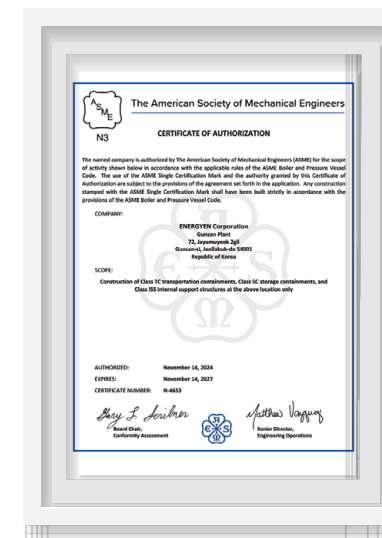 ASME
The American Society of Mechanical Engineers
N3
CERTIFICATE OF AUTHORIZATION
The named company is authorized by The American Society of Mechanical Engineers (ASME) for the scope
of activity shown below in accordance with the applicable rules of the ASME Boiler and Pressure Vessel
Code. The use of the ASME Single Certification Mark and the authority granted by this Certificate of
Authorization are subject to the provisions of the agreement set forth in the application. Any construction
stamped with the ASME Single Certification Mark shall have been built strictly in accordance with the
provisions of the ASME Boiler and Pressure Vessel Code.
COMPANY:
ENERGYEN Corporation
Gunsan Plant
72, Jayumuyeok 2gil
Gunsan-si, Jeollabuk-do 54001
Republic of Korea
SCOPE:
Construction of Class TC transportation containments, Class SC storage containments, and
Class ISS internal support structures at the above location only
AUTHORIZED: November 14, 2024
EXPIRES: November 14, 2027
CERTIFICATE NUMBER: N-4653
Gary L. Scribner Matthew Vazquez
Board Chair, Senior Director,
Conformity Assessment Engineering Operations